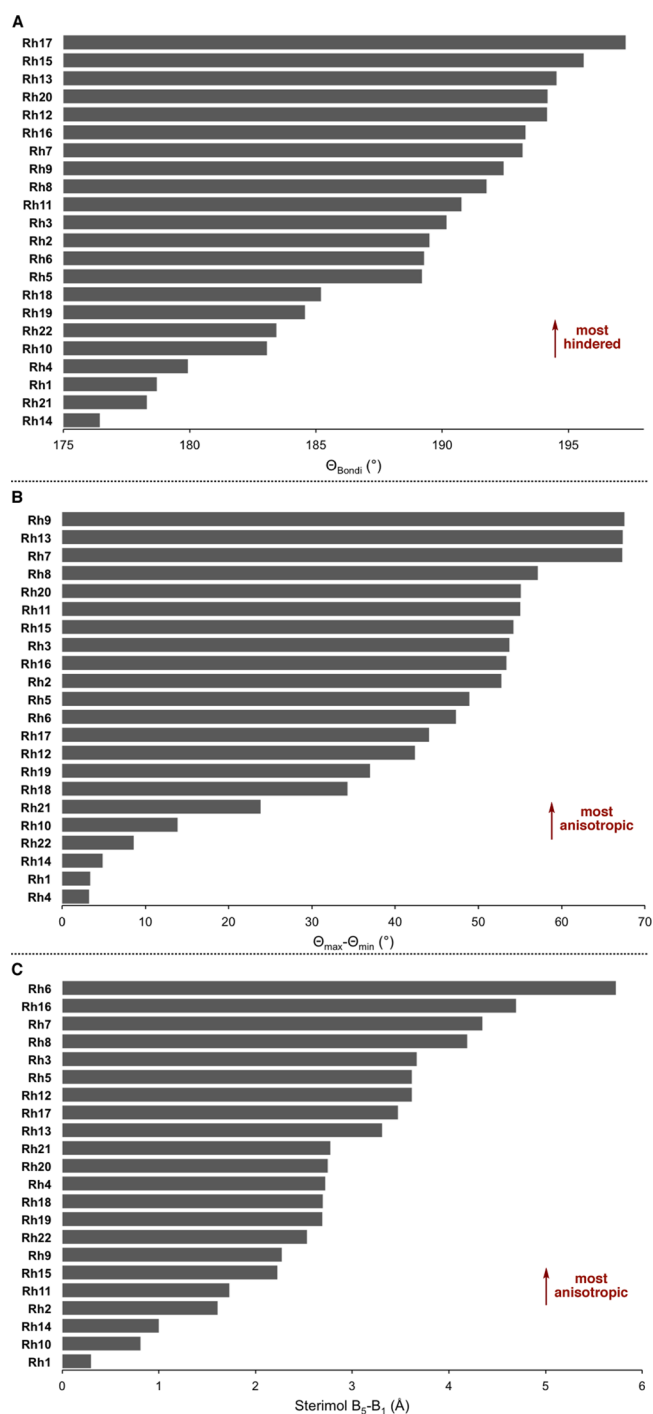 A
Rh17
Rh15
Rh13
Rh20
Rh12
Rh16
Rh7
Rh9
Rh8
Rh11
Rh3
Rh2
Rh6
Rh5
Rh18
Rh19
Rh22
Rh10
Rh4
Rh1
Rh21
Rh14
most
hindered
175 180 185 190 195
Θ_Bondi (°)
B
Rh9
Rh13
Rh7
Rh8
Rh20
Rh11
Rh15
Rh3
Rh16
Rh2
Rh5
Rh6
Rh17
Rh12
Rh19
Rh18
Rh21
Rh10
Rh22
Rh14
Rh1
Rh4
most
anisotropic
0 10 20 30 40 50 60 70
Θmax-Θmin (°)
C
Rh6
Rh16
Rh7
Rh8
Rh3
Rh5
Rh12
Rh17
Rh13
Rh21
Rh20
Rh4
Rh18
Rh19
Rh22
Rh9
Rh15
Rh11
Rh2
Rh14
Rh10
Rh1
most
anisotropic
0 1 2 3 4 5 6
Sterimol B5-B1 (Å)